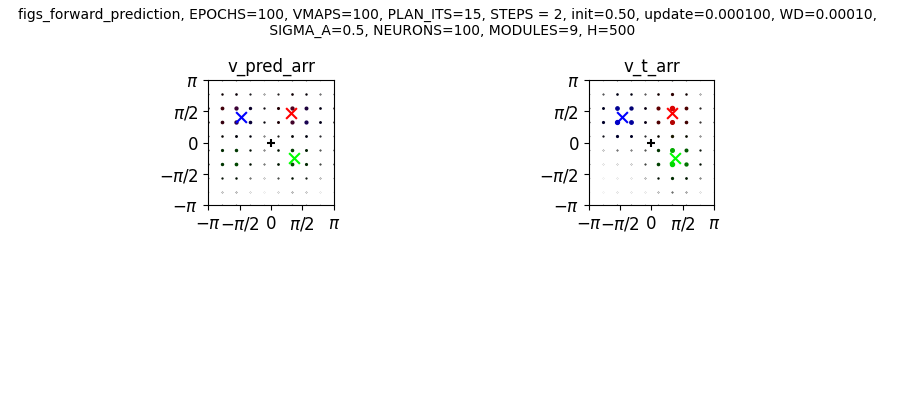 figs_forward_prediction, EPOCHS=100, VMAPS=100, PLAN_ITS=15, STEPS = 2, init=0.50, update=0.000100, WD=0.00010,
SIGMA_A=0.5, NEURONS=100, MODULES=9, H=500
v_pred_arr
π
π/2
0
−π/2
−π
−π −π/2 0 π/2 π
v_t_arr
π
π/2
0
−π/2
−π
−π −π/2 0 π/2 π